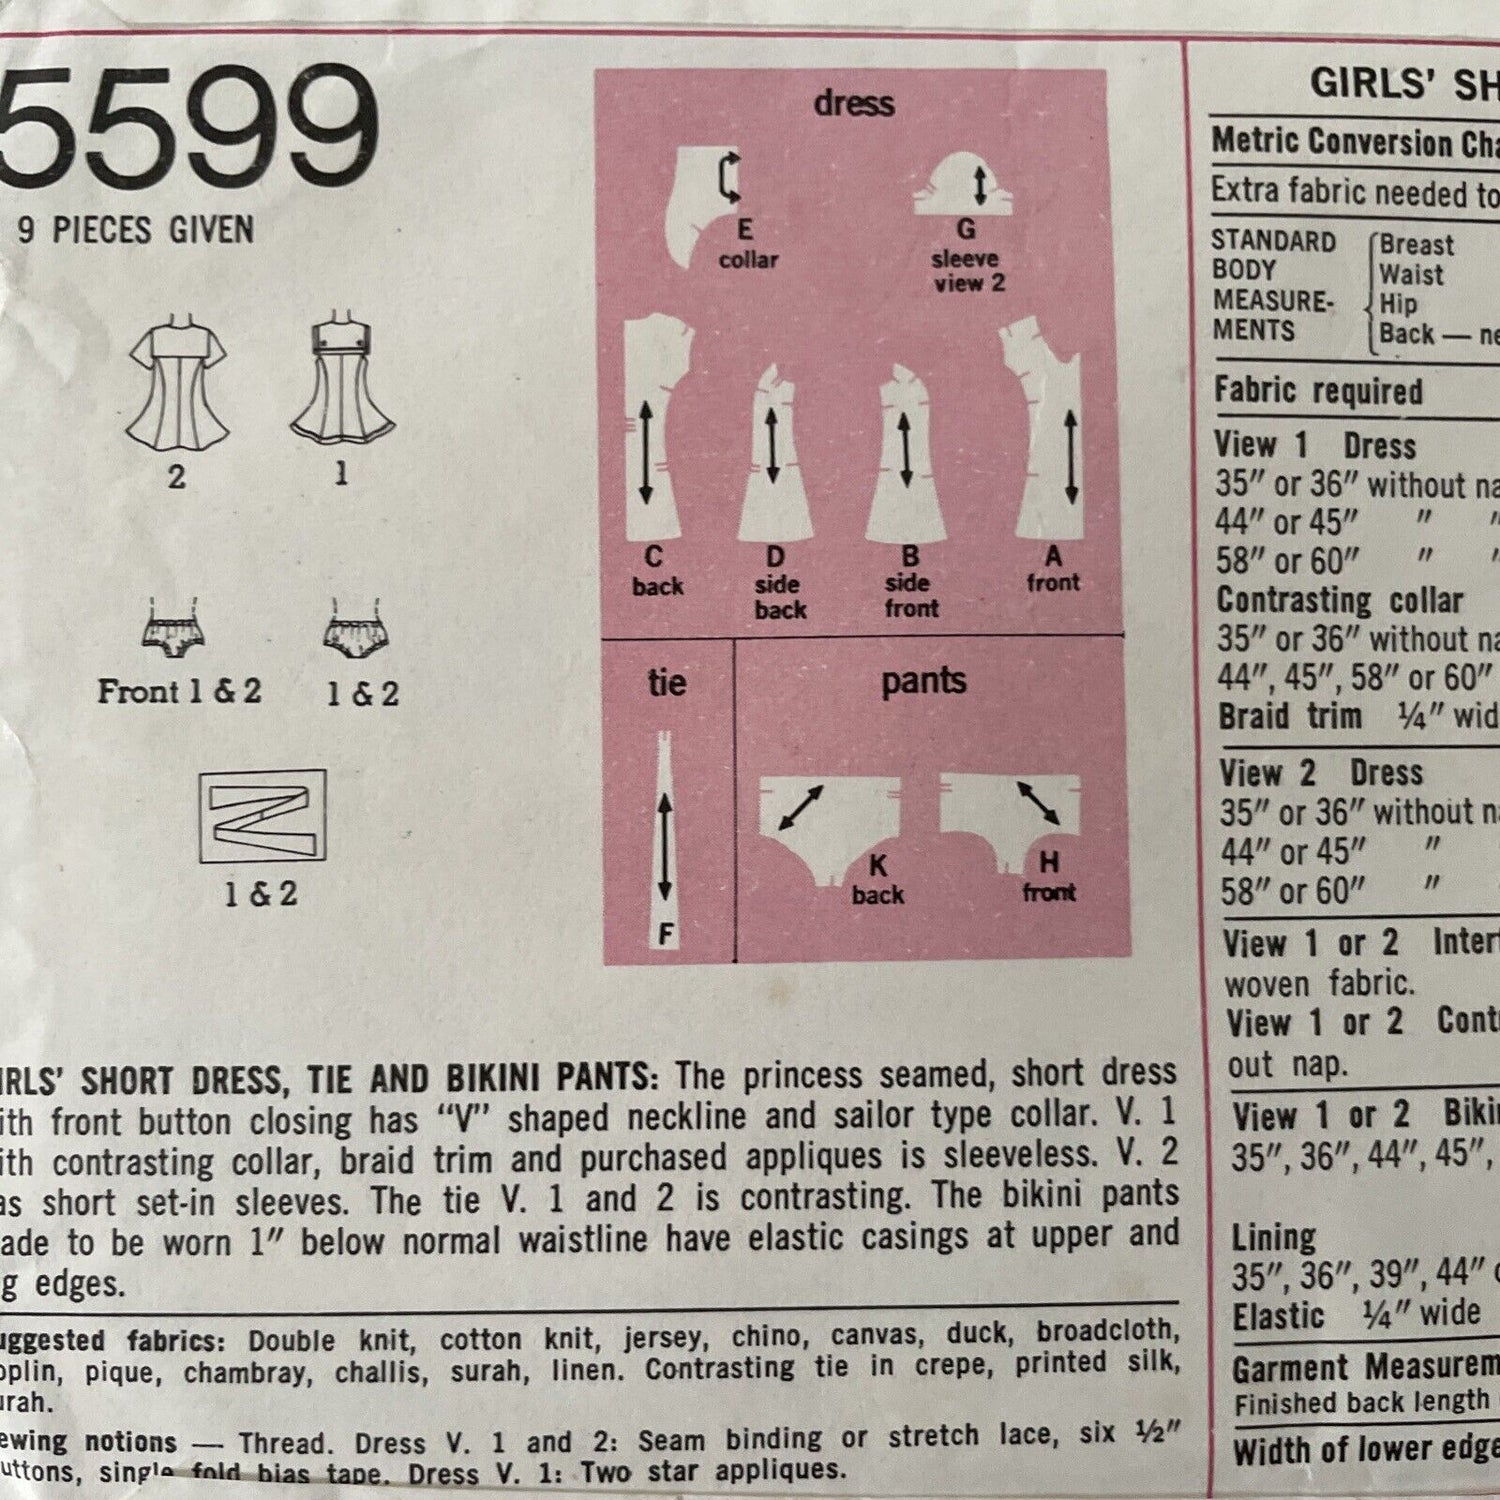 5599
9 PIECES GIVEN
2
1
Front 1 & 2
1 & 2
1 & 2
dress
E
collar
G
sleeve
view 2
C
back
D
side
back
B
side
front
A
front
tie
F
pants
K
back
H
front
IRLS' SHORT DRESS, TIE AND BIKINI PANTS: The princess seamed, short dress
ith front button closing has "V" shaped neckline and sailor type collar. V. 1
ith contrasting collar, braid trim and purchased appliques is sleeveless. V. 2
as short set-in sleeves. The tie V. 1 and 2 is contrasting. The bikini pants
ade to be worn 1" below normal waistline have elastic casings at upper and
g edges.
uggested fabrics: Double knit, cotton knit, jersey, chino, canvas, duck, broadcloth,
oplin, pique, chambray, challis, surah, linen. Contrasting tie in crepe, printed silk,
urah.
ewing notions — Thread. Dress V. 1 and 2: Seam binding or stretch lace, six ½"
uttons, single fold bias tape. Dress V. 1: Two star appliques.
GIRLS' SH
Metric Conversion Cha
Extra fabric needed to
STANDARD
BODY
MEASURE-
MENTS
Breast
Waist
Hip
Back — ne
Fabric required
View 1 Dress
35" or 36" without na
44" or 45" " "
58" or 60" " "
Contrasting collar
35" or 36" without na
44", 45", 58" or 60"
Braid trim ¼" wid
View 2 Dress
35" or 36" without na
44" or 45" "
58" or 60" "
View 1 or 2 Interf
woven fabric.
View 1 or 2 Cont
out nap.
View 1 or 2 Bikin
35", 36", 44", 45",
Lining
35", 36", 39", 44" o
Elastic ¼" wide
Garment Measurem
Finished back length
Width of lower edge